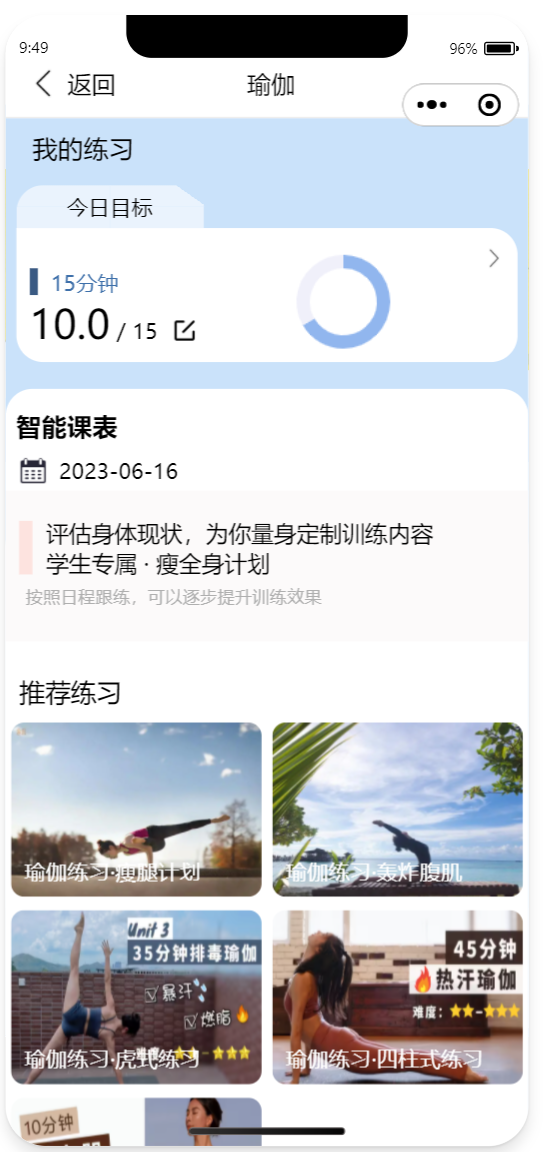 9:49
96%
返回
瑜伽
我的练习
今日目标
15分钟
10.0 / 15
智能课表
2023-06-16
评估身体现状，为你量身定制训练内容
学生专属 · 瘦全身计划
按照日程跟练，可以逐步提升训练效果
推荐练习
瑜伽练习·瘦腿计划
瑜伽练习·轰炸腹肌
Unit 3
35分钟排毒瑜伽
暴汗
燃脂
瑜伽练习·虎式练习
45分钟
热汗瑜伽
难度：
瑜伽练习·四柱式练习
10分钟